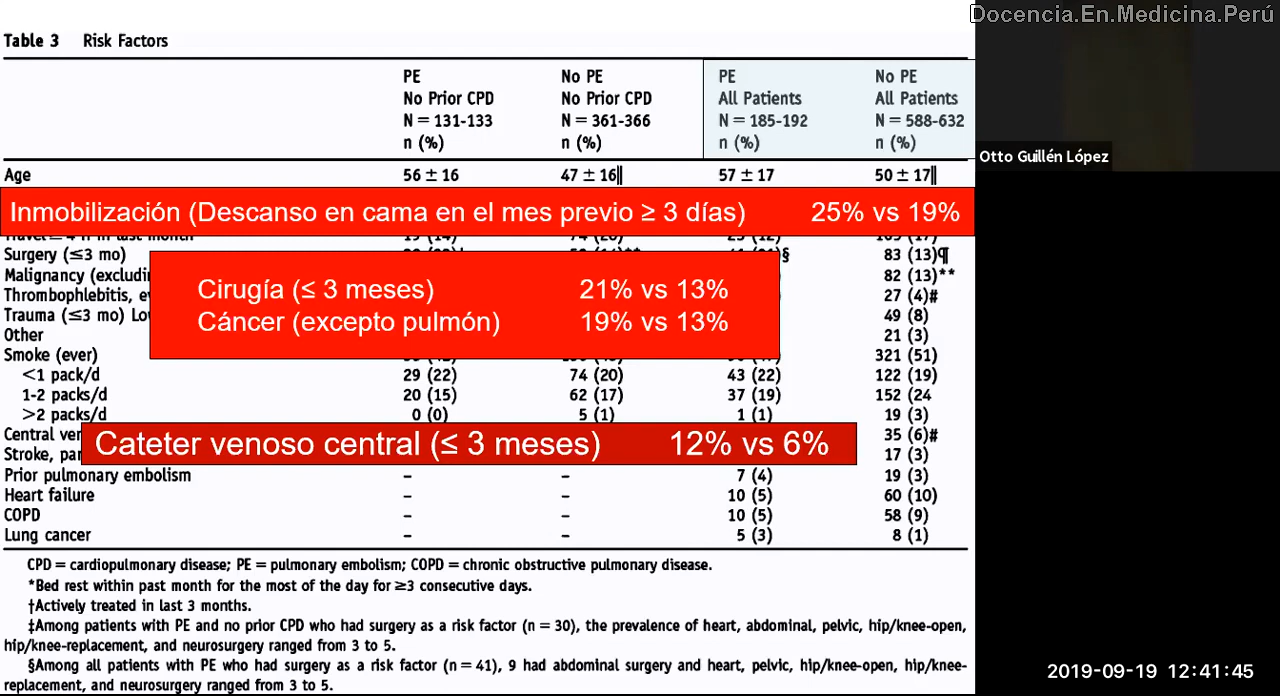 Docencia.En.Medicina.Perú
Table 3 Risk Factors
PE No PE PE No PE
No Prior CPD No Prior CPD All Patients All Patients
N = 131-133 N = 361-366 N = 185-192 N = 588-632
n (%) n (%) n (%) n (%)
Otto Guillén López
Age 56 ± 16 47 ± 16‖ 57 ± 17 50 ± 17‖
Inmobilización (Descanso en cama en el mes previo ≥ 3 días) 25% vs 19%
Surgery (≤3 mo) 83 (13)¶
Malignancy 82 (13)**
Cirugía (≤ 3 meses) 21% vs 13%
Thrombophlebitis, 27 (4)#
Trauma (≤3 mo) 49 (8)
Cáncer (excepto pulmón) 19% vs 13%
Other 21 (3)
Smoke (ever) 321 (51)
<1 pack/d 29 (22) 74 (20) 43 (22) 122 (19)
1-2 packs/d 20 (15) 62 (17) 37 (19) 152 (24
>2 packs/d 0 (0) 5 (1) 1 (1) 19 (3)
Central 35 (6)#
Cateter venoso central (≤ 3 meses) 12% vs 6%
Stroke, 17 (3)
Prior pulmonary embolism – – 7 (4) 19 (3)
Heart failure – – 10 (5) 60 (10)
COPD – – 10 (5) 58 (9)
Lung cancer – – 5 (3) 8 (1)
CPD = cardiopulmonary disease; PE = pulmonary embolism; COPD = chronic obstructive pulmonary disease.
*Bed rest within past month for the most of the day for ≥3 consecutive days.
†Actively treated in last 3 months.
‡Among patients with PE and no prior CPD who had surgery as a risk factor (n = 30), the prevalence of heart, abdominal, pelvic, hip/knee-open,
hip/knee-replacement, and neurosurgery ranged from 3 to 5.
§Among all patients with PE who had surgery as a risk factor (n = 41), 9 had abdominal surgery and heart, pelvic, hip/knee-open, hip/knee-
replacement, and neurosurgery ranged from 3 to 5.
2019-09-19 12:41:45